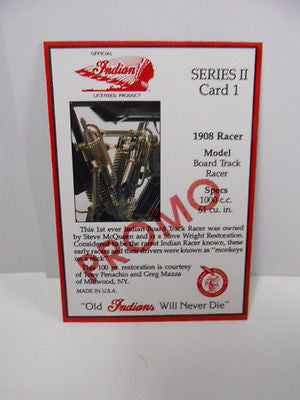 OFFICIAL
Indian
LICENSED PRODUCT
SERIES II
Card 1
1908 Racer
Model
Board Track
Racer
Specs
1000 c.c.
61 cu. in.
PROMO
This 1st ever Indian Board Track Racer was owned
by Steve McQueen and is a Steve Wright Restoration.
Considered to be the 1st Indian Racer known, these
early racers and their drivers were known as "monkeys
on a stick".
The 100 pt. restoration is courtesy
of Tony Penachio and Greg Mazza
of Millwood, NY.
MADE IN U.S.A.
"Old Indians Will Never Die"